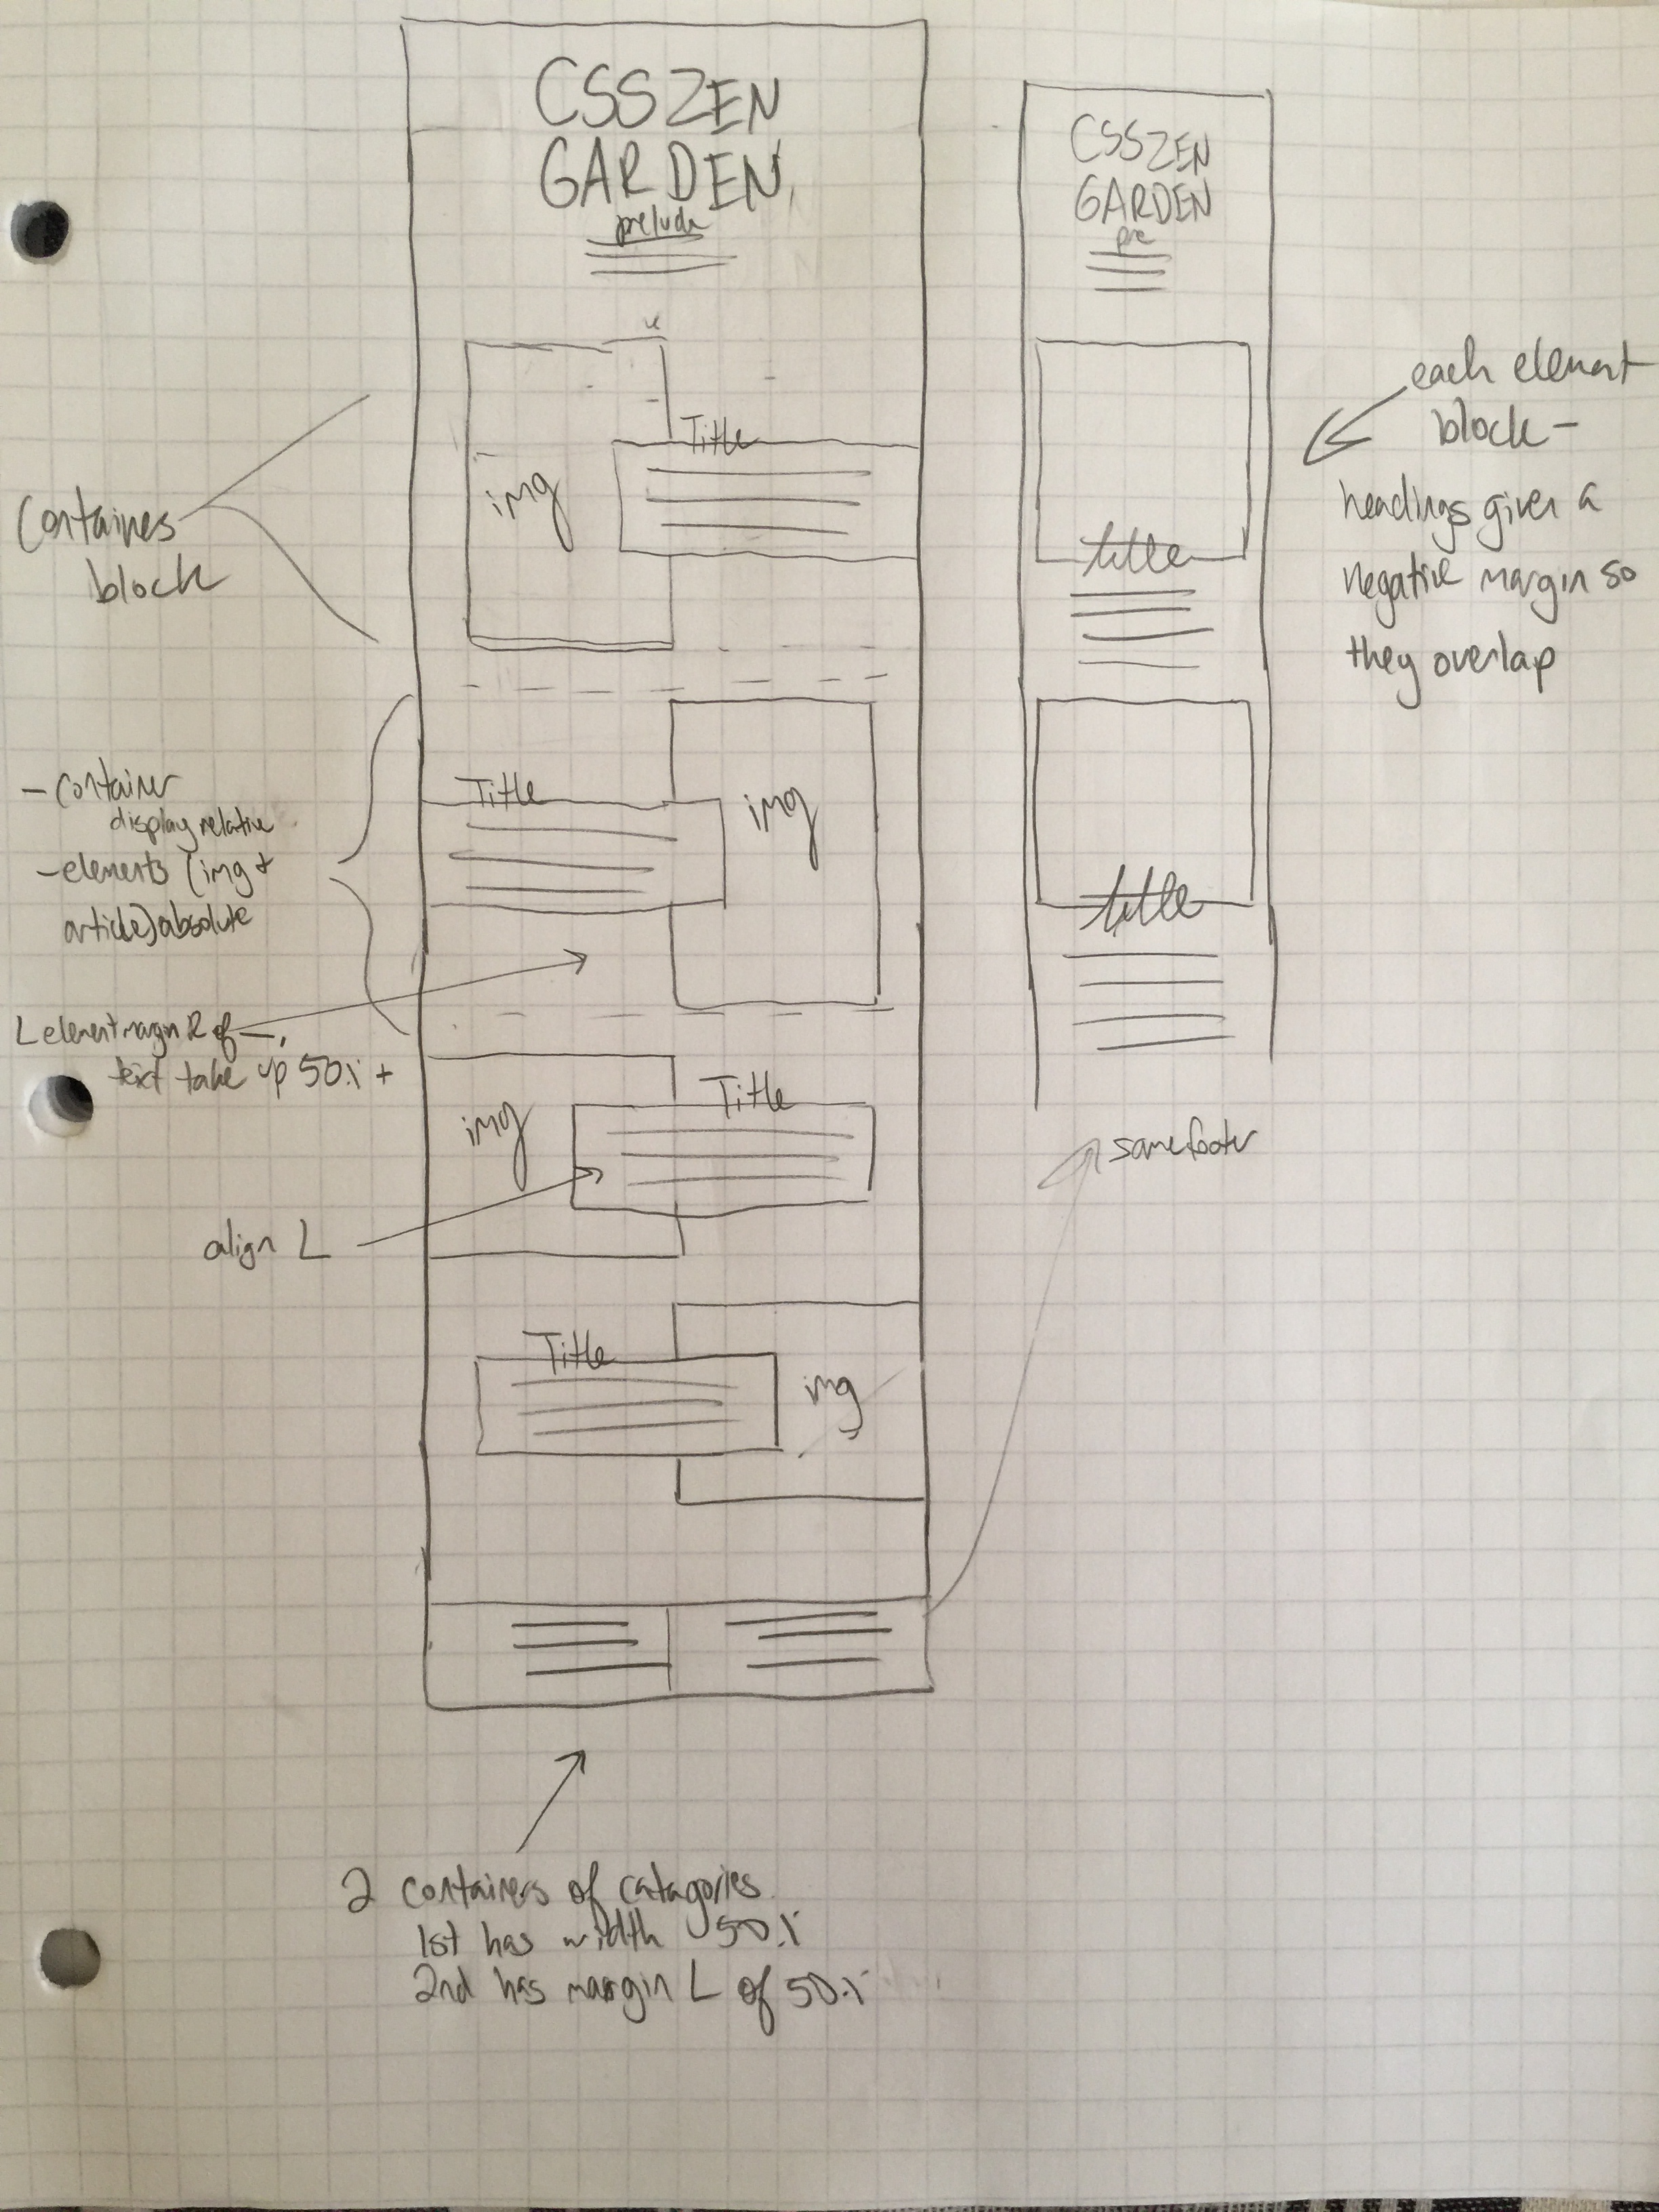 CSS ZEN
GARDEN
prelude
img
Title
Containers
block
Title
img
- Container
display relative
- elements (img +
article) absolute
L element margin R of —,
text take up 50% +
img
Title
align L
Title
img
2 containers of catagories
1st has width 50%
2nd has margin L of 50%
CSS ZEN
GARDEN
pre
title
title
each element
block -
headings given a
negative margin so
they overlap
same footer